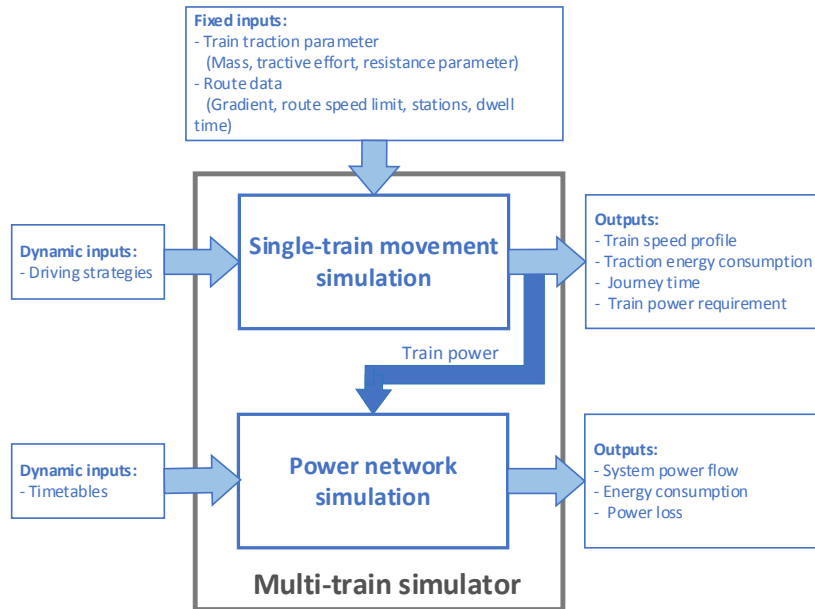 Fixed inputs:
- Train traction parameter
(Mass, tractive effort, resistance parameter)
- Route data
(Gradient, route speed limit, stations, dwell
time)
Dynamic inputs:
- Driving strategies
Single-train movement
simulation
Outputs:
- Train speed profile
- Traction energy consumption
- Journey time
- Train power requirement
Train power
Dynamic inputs:
- Timetables
Power network
simulation
Outputs:
- System power flow
- Energy consumption
- Power loss
Multi-train simulator